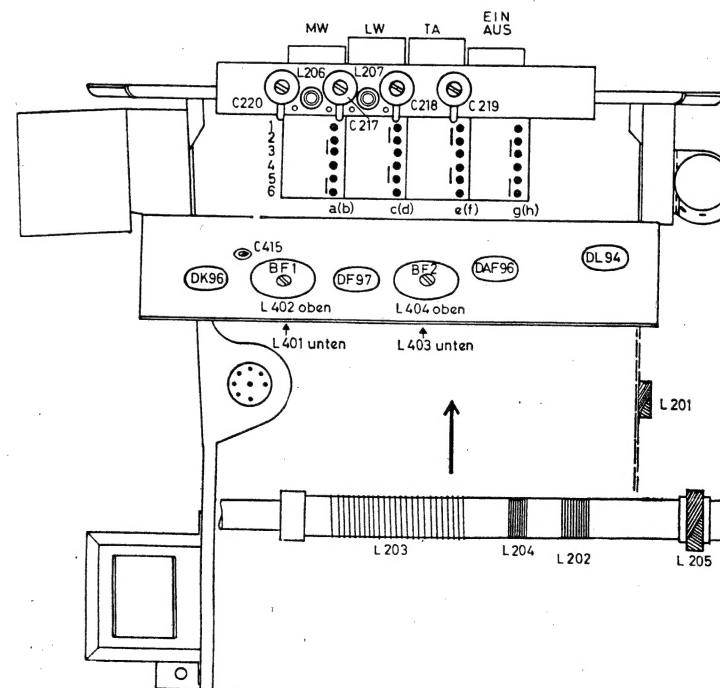 MW LW TA EIN AUS
L206 L207
C220 C217 C218 C219
1
2
3
4
5
6
a(b) c(d) e(f) g(h)
C415
DK96 BF1 DF97 BF2 DAF96 DL94
L 402 oben L 404 oben
L 401 unten L 403 unten
L 201
L 203 L 204 L 202 L 205